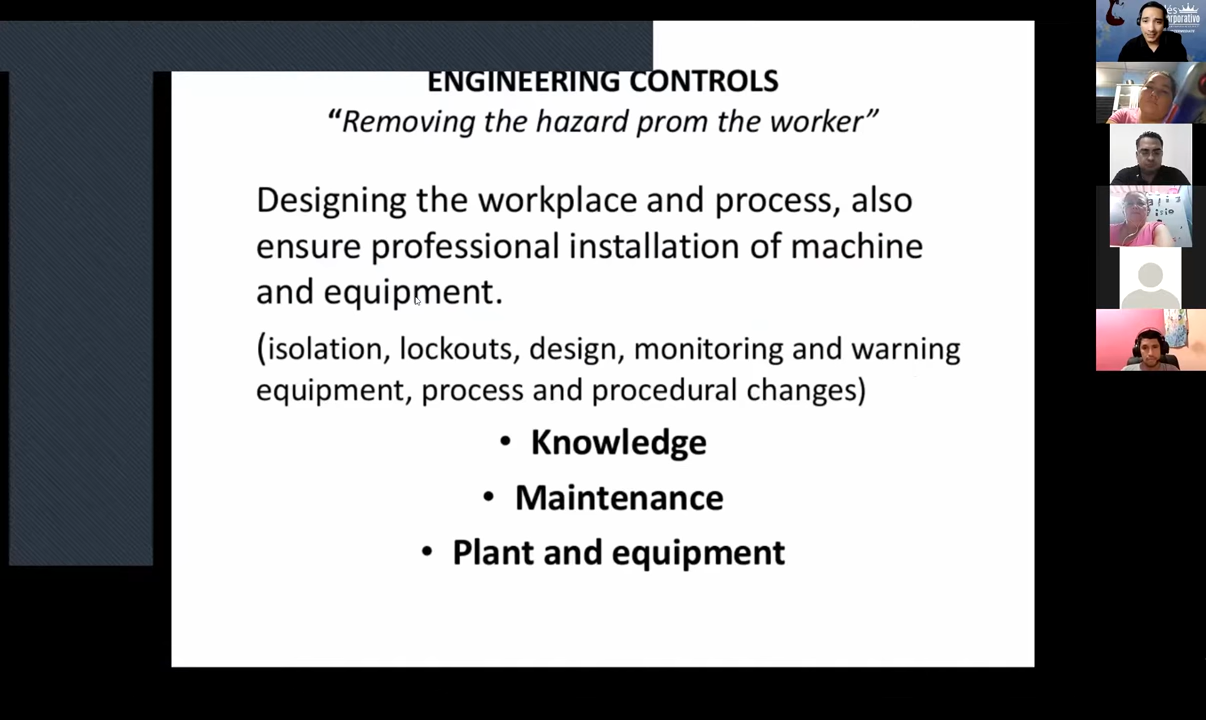 ENGINEERING CONTROLS
“Removing the hazard prom the worker”
Designing the workplace and process, also
ensure professional installation of machine
and equipment.
(isolation, lockouts, design, monitoring and warning
equipment, process and procedural changes)
• Knowledge
• Maintenance
• Plant and equipment